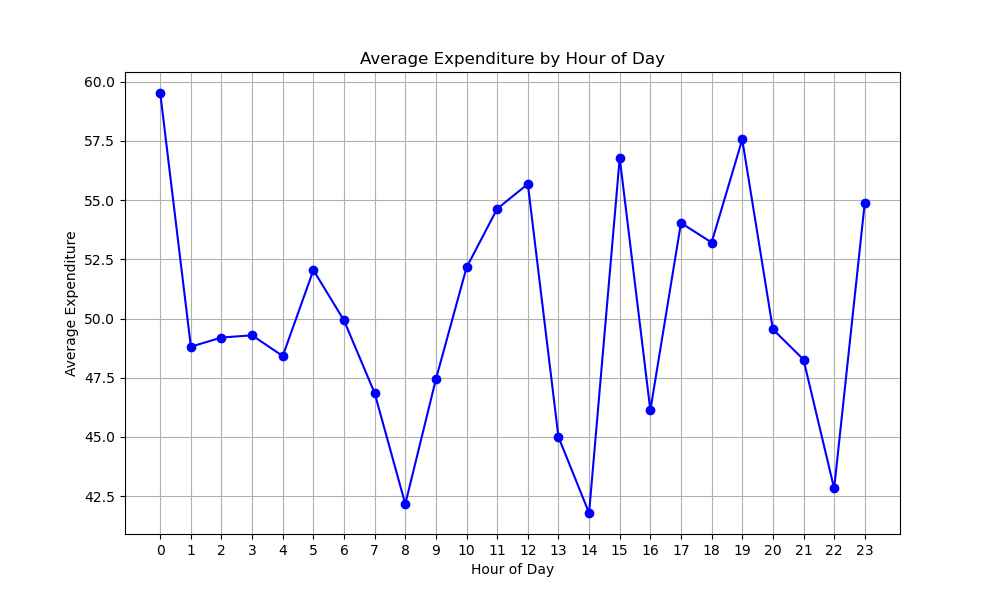 Average Expenditure by Hour of Day
60.0
57.5
55.0
52.5
50.0
47.5
45.0
42.5
Average Expenditure
0 1 2 3 4 5 6 7 8 9 10 11 12 13 14 15 16 17 18 19 20 21 22 23
Hour of Day